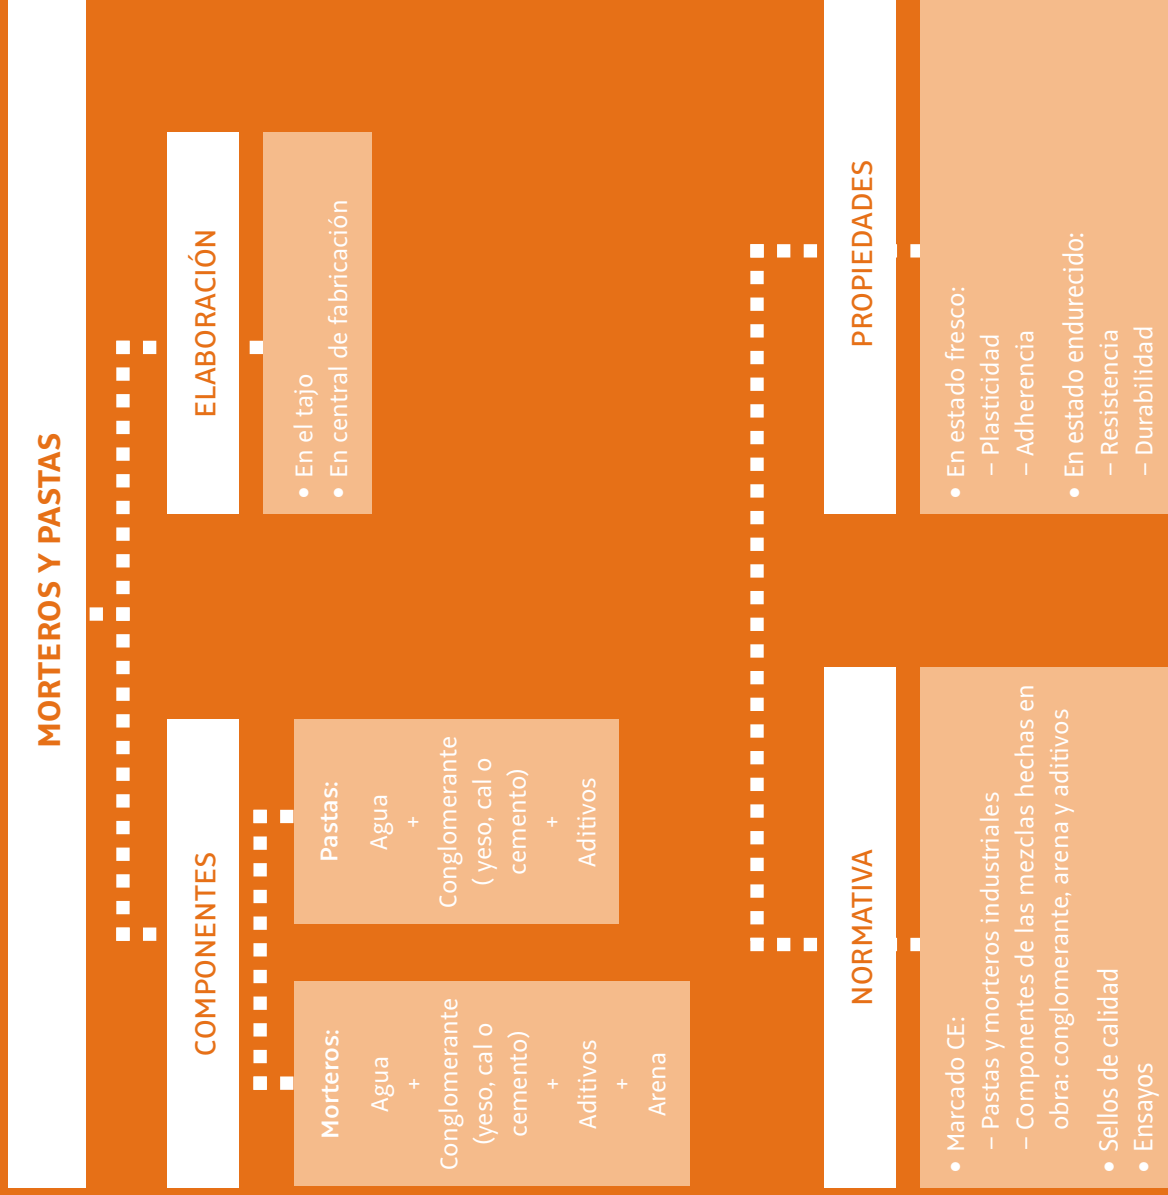 MORTEROS Y PASTAS
COMPONENTES
Morteros:
Agua
+
Conglomerante
(yeso, cal o
cemento)
+
Aditivos
+
Arena
Pastas:
Agua
+
Conglomerante
( yeso, cal o
cemento)
+
Aditivos
ELABORACIÓN
• En el tajo
• En central de fabricación
NORMATIVA
• Marcado CE:
– Pastas y morteros industriales
– Componentes de las mezclas hechas en
obra: conglomerante, arena y aditivos
• Sellos de calidad
• Ensayos
PROPIEDADES
• En estado fresco:
– Plasticidad
– Adherencia
• En estado endurecido:
– Resistencia
– Durabilidad